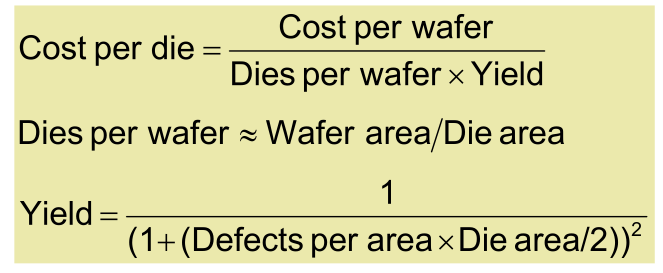 Cost per die = Cost per wafer / Dies per wafer × Yield
Dies per wafer ≈ Wafer area/Die area
Yield = 1 / (1+(Defects per area×Die area/2))²